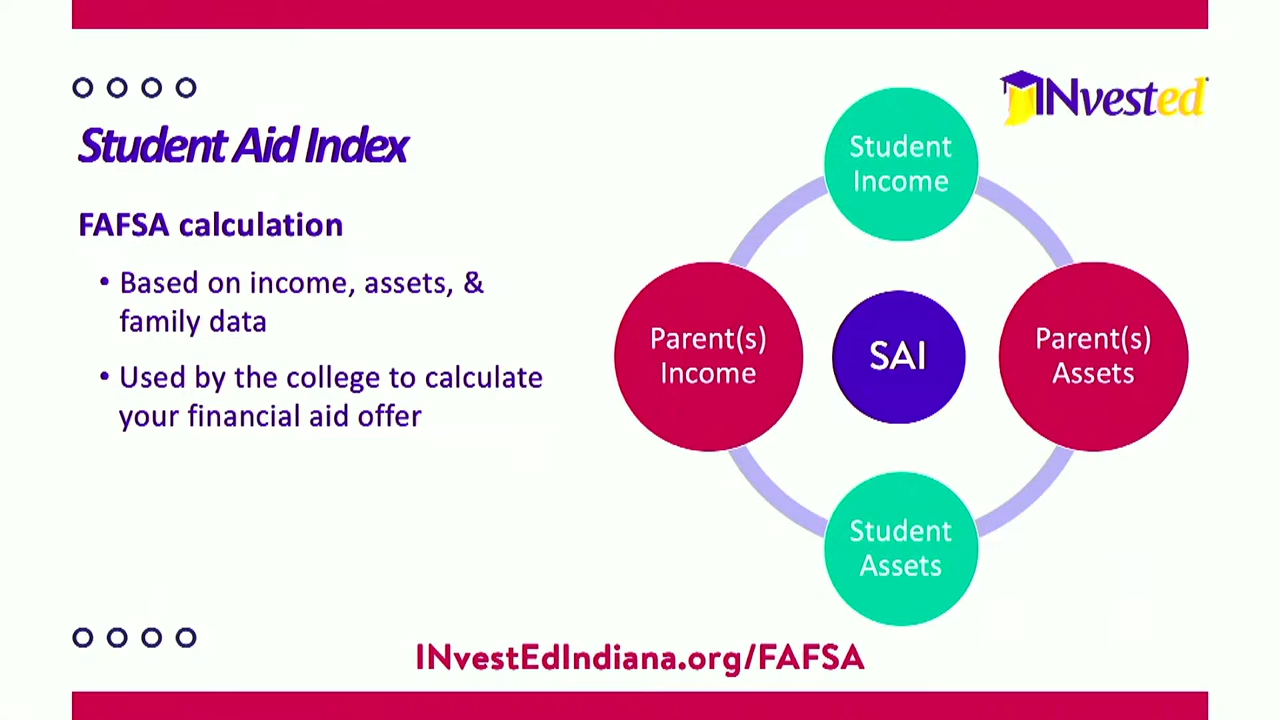 INvested
Student Aid Index
FAFSA calculation
• Based on income, assets, &
family data
• Used by the college to calculate
your financial aid offer
Student
Income
Parent(s)
Income
SAI
Parent(s)
Assets
Student
Assets
INvestEdIndiana.org/FAFSA